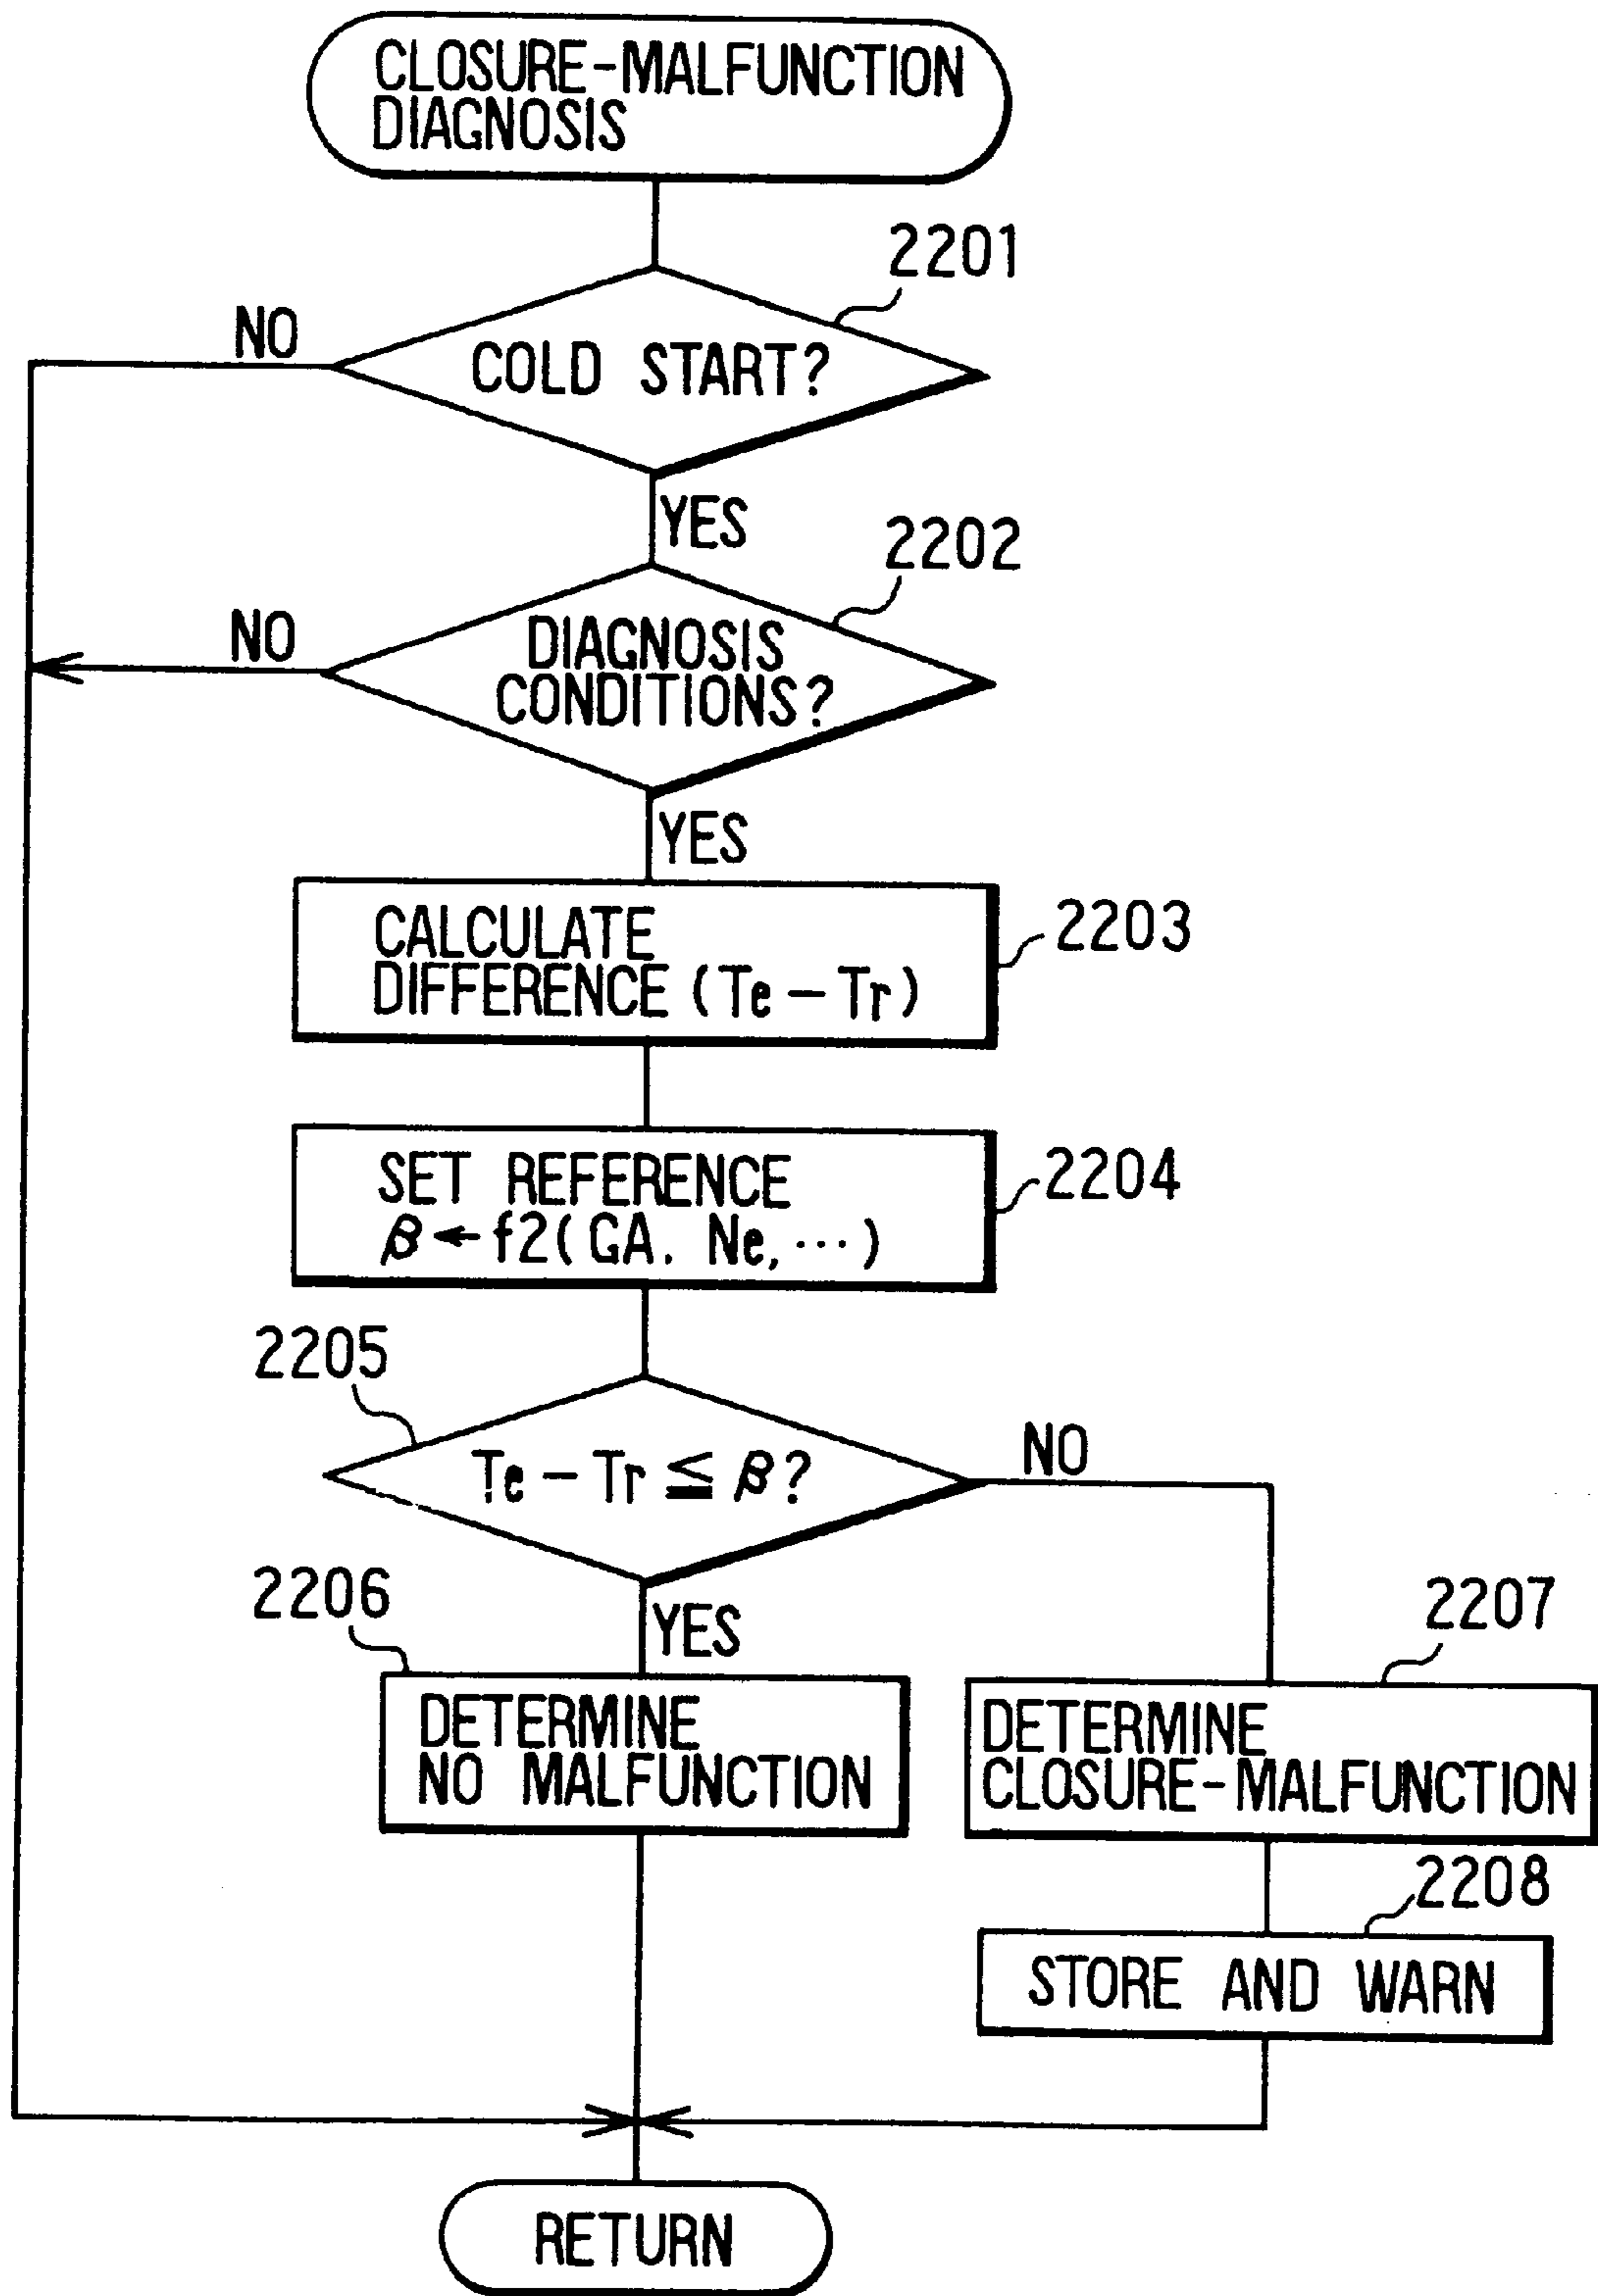 CLOSURE-MALFUNCTION
DIAGNOSIS
2201
NO
COLD START?
YES
2202
NO
DIAGNOSIS
CONDITIONS?
YES
CALCULATE
DIFFERENCE (Te - Tr)
2203
SET REFERENCE
β ← f2(GA. Ne, ···)
2204
2205
Te - Tr ≦ β?
NO
2206
YES
2207
DETERMINE
NO MALFUNCTION
DETERMINE
CLOSURE-MALFUNCTION
2208
STORE AND WARN
RETURN